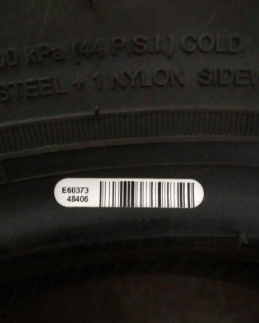 kPa (44 P.S.I.) COLD
STEEL + 1 NYLON
E60373
48406